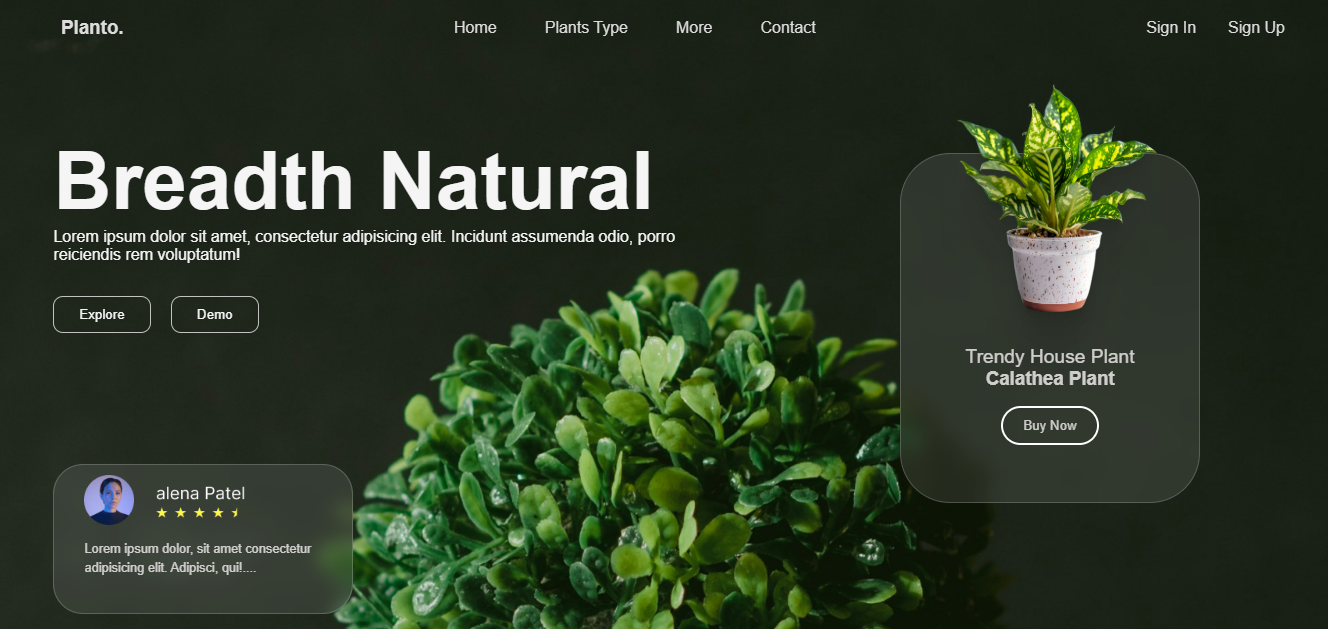 Planto.
Home
Plants Type
More
Contact
Sign In
Sign Up
Breadth Natural
Lorem ipsum dolor sit amet, consectetur adipisicing elit. Incidunt assumenda odio, porro
reiciendis rem voluptatum!
Explore
Demo
Trendy House Plant
Calathea Plant
Buy Now
alena Patel
Lorem ipsum dolor, sit amet consectetur
adipisicing elit. Adipisci, qui!....